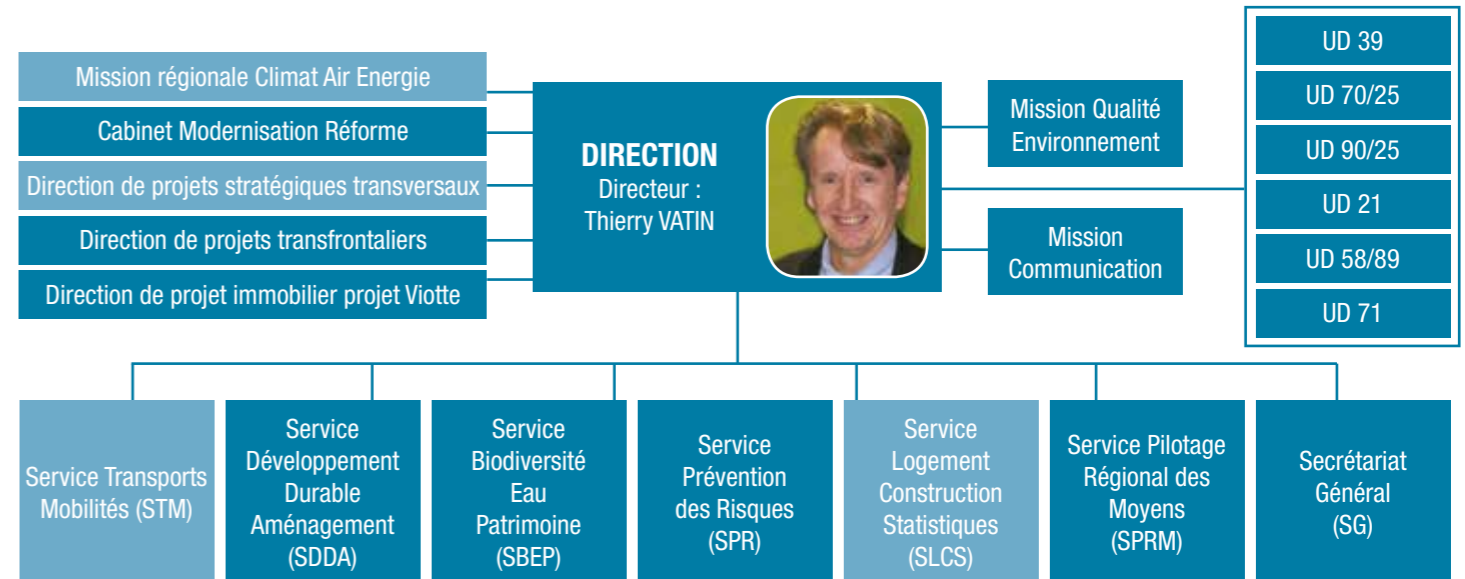 Mission régionale Climat Air Energie
Cabinet Modernisation Réforme
Direction de projets stratégiques transversaux
Direction de projets transfrontaliers
Direction de projet immobilier projet Viotte
DIRECTION
Directeur :
Thierry VATIN
Mission Qualité
Environnement
Mission
Communication
UD 39
UD 70/25
UD 90/25
UD 21
UD 58/89
UD 71
Service Transports
Mobilités (STM)
Service
Développement
Durable
Aménagement
(SDDA)
Service
Biodiversité
Eau
Patrimoine
(SBEP)
Service
Prévention
des Risques
(SPR)
Service
Logement
Construction
Statistiques
(SLCS)
Service Pilotage
Régional des
Moyens
(SPRM)
Secrétariat
Général
(SG)